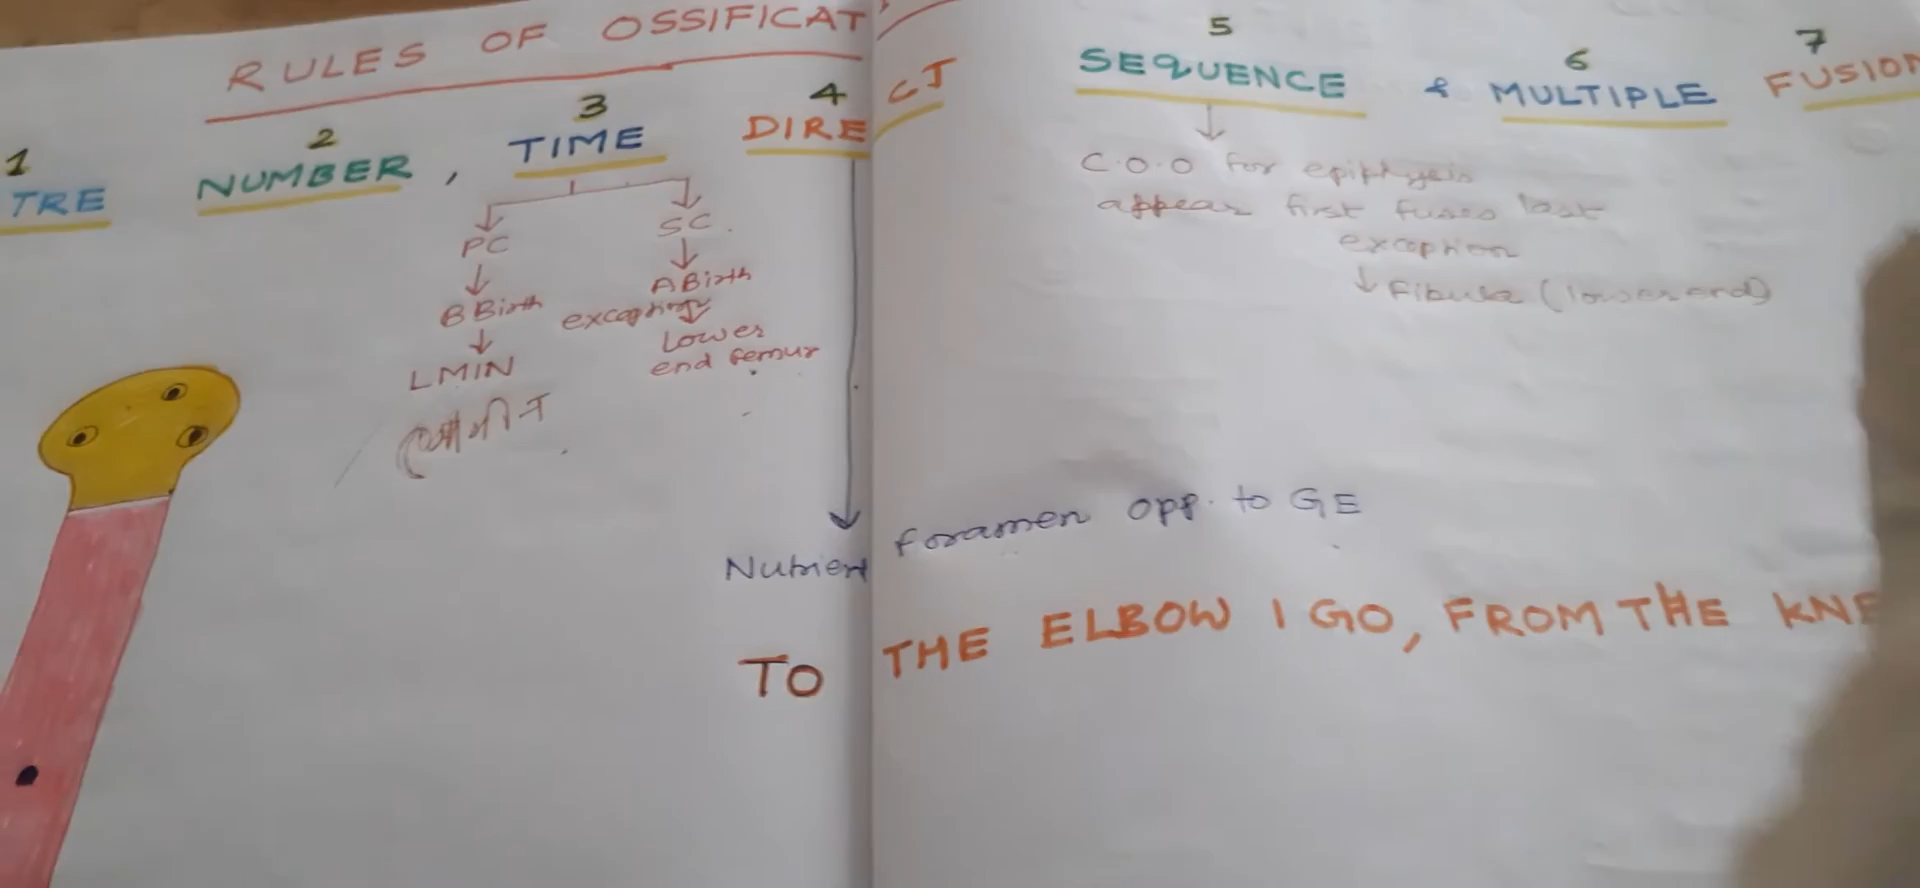 RULES OF OSSIFICAT
1 2 3 4 5 6 7
TRE NUMBER, TIME DIRECT SEQUENCE & MULTIPLE FUSION
PC SC
B Birth A Birth
LMIN
Lower
end femur
C.O.O for epiphysis
appear first fuses last
exception
Fibula (lower end)
Nutrient foramen opp. to GE
TO THE ELBOW I GO, FROM THE KNE